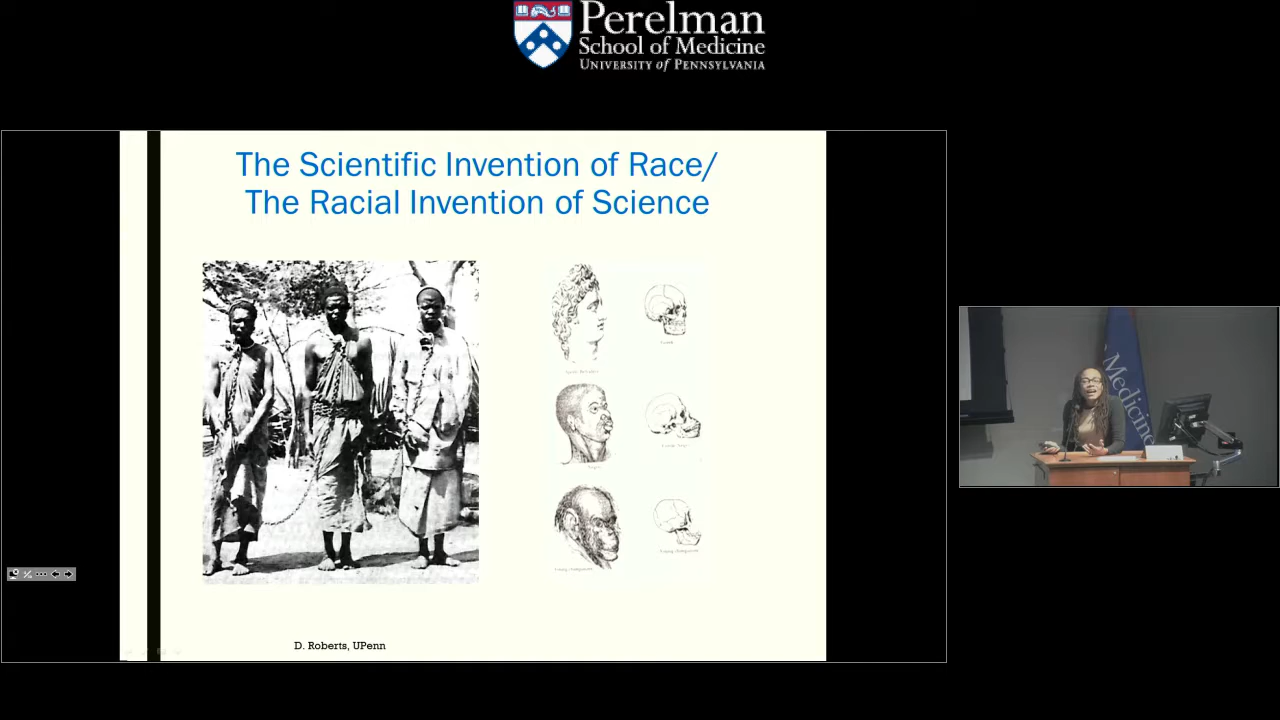 Perelman
School of Medicine
UNIVERSITY of PENNSYLVANIA
The Scientific Invention of Race/
The Racial Invention of Science
D. Roberts, UPenn
Medicine